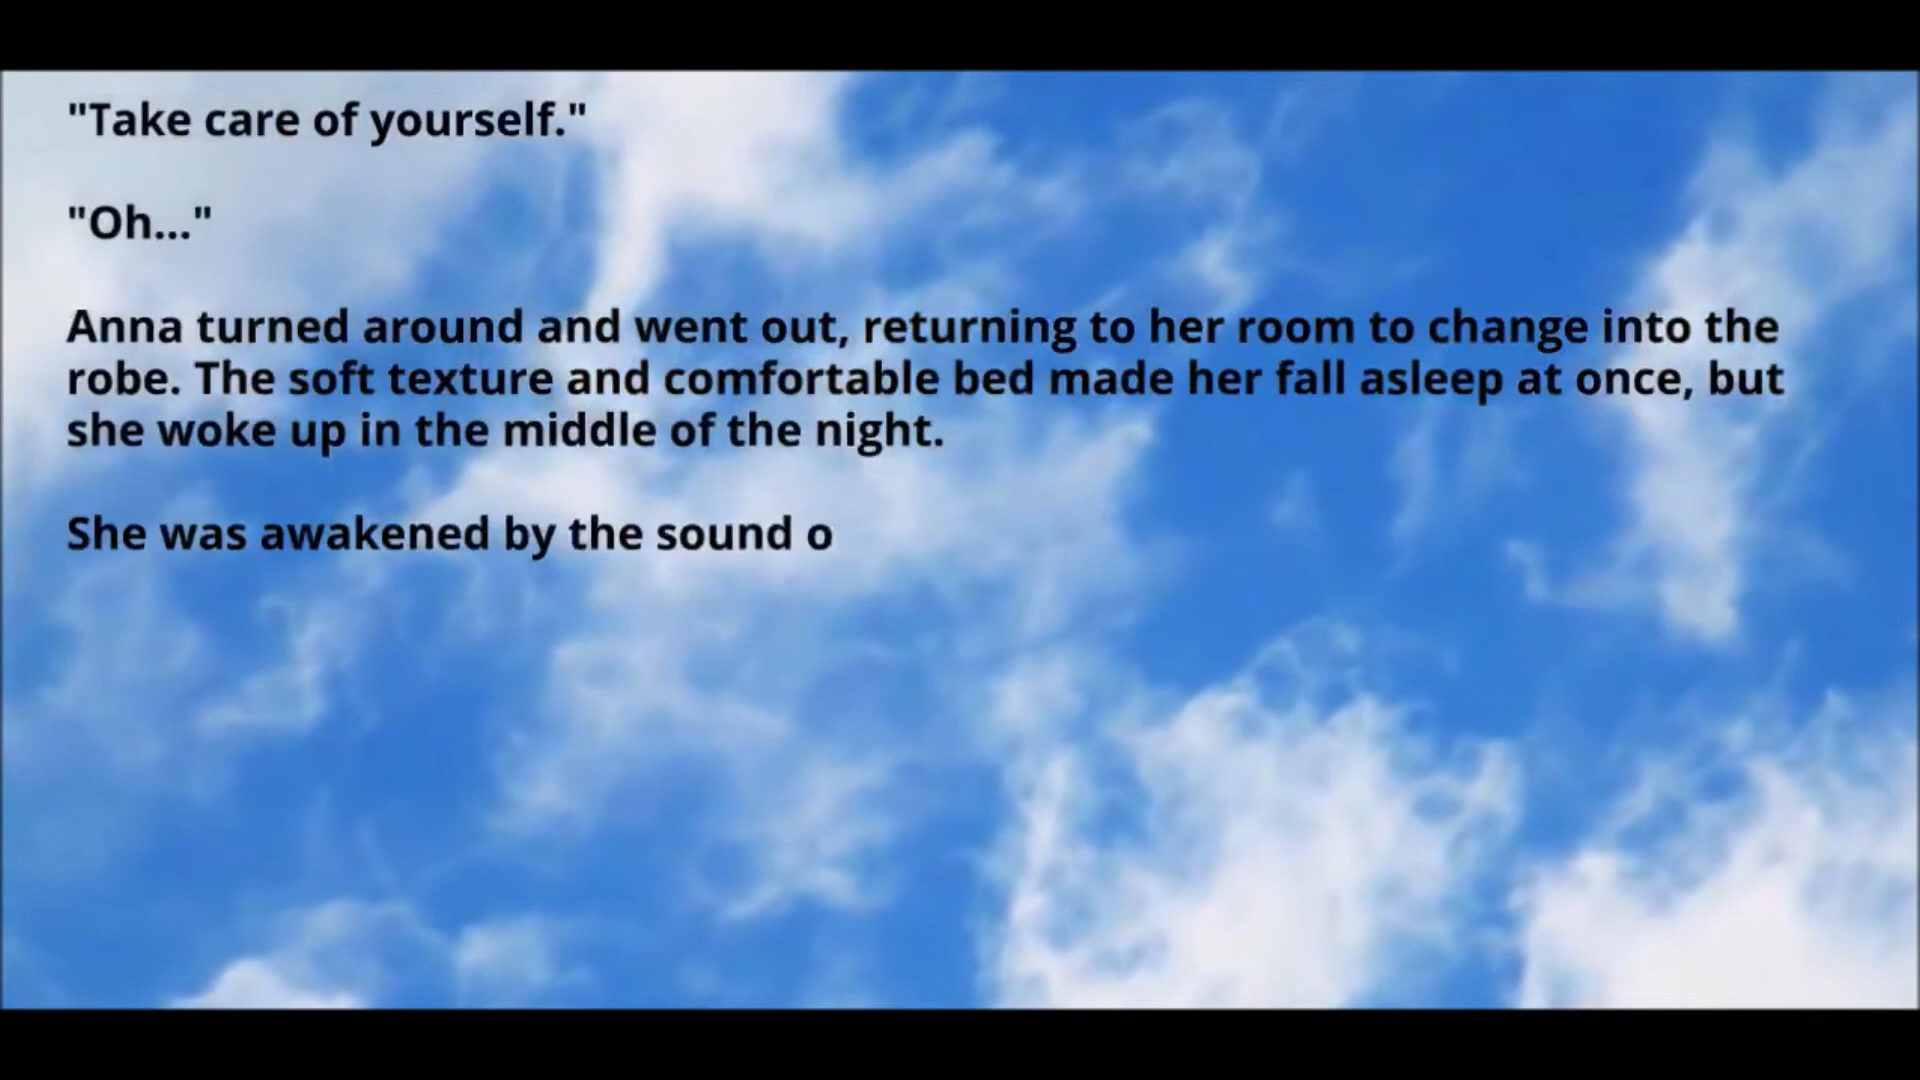 "Take care of yourself."
"Oh..."
Anna turned around and went out, returning to her room to change into the
robe. The soft texture and comfortable bed made her fall asleep at once, but
she woke up in the middle of the night.
She was awakened by the sound o